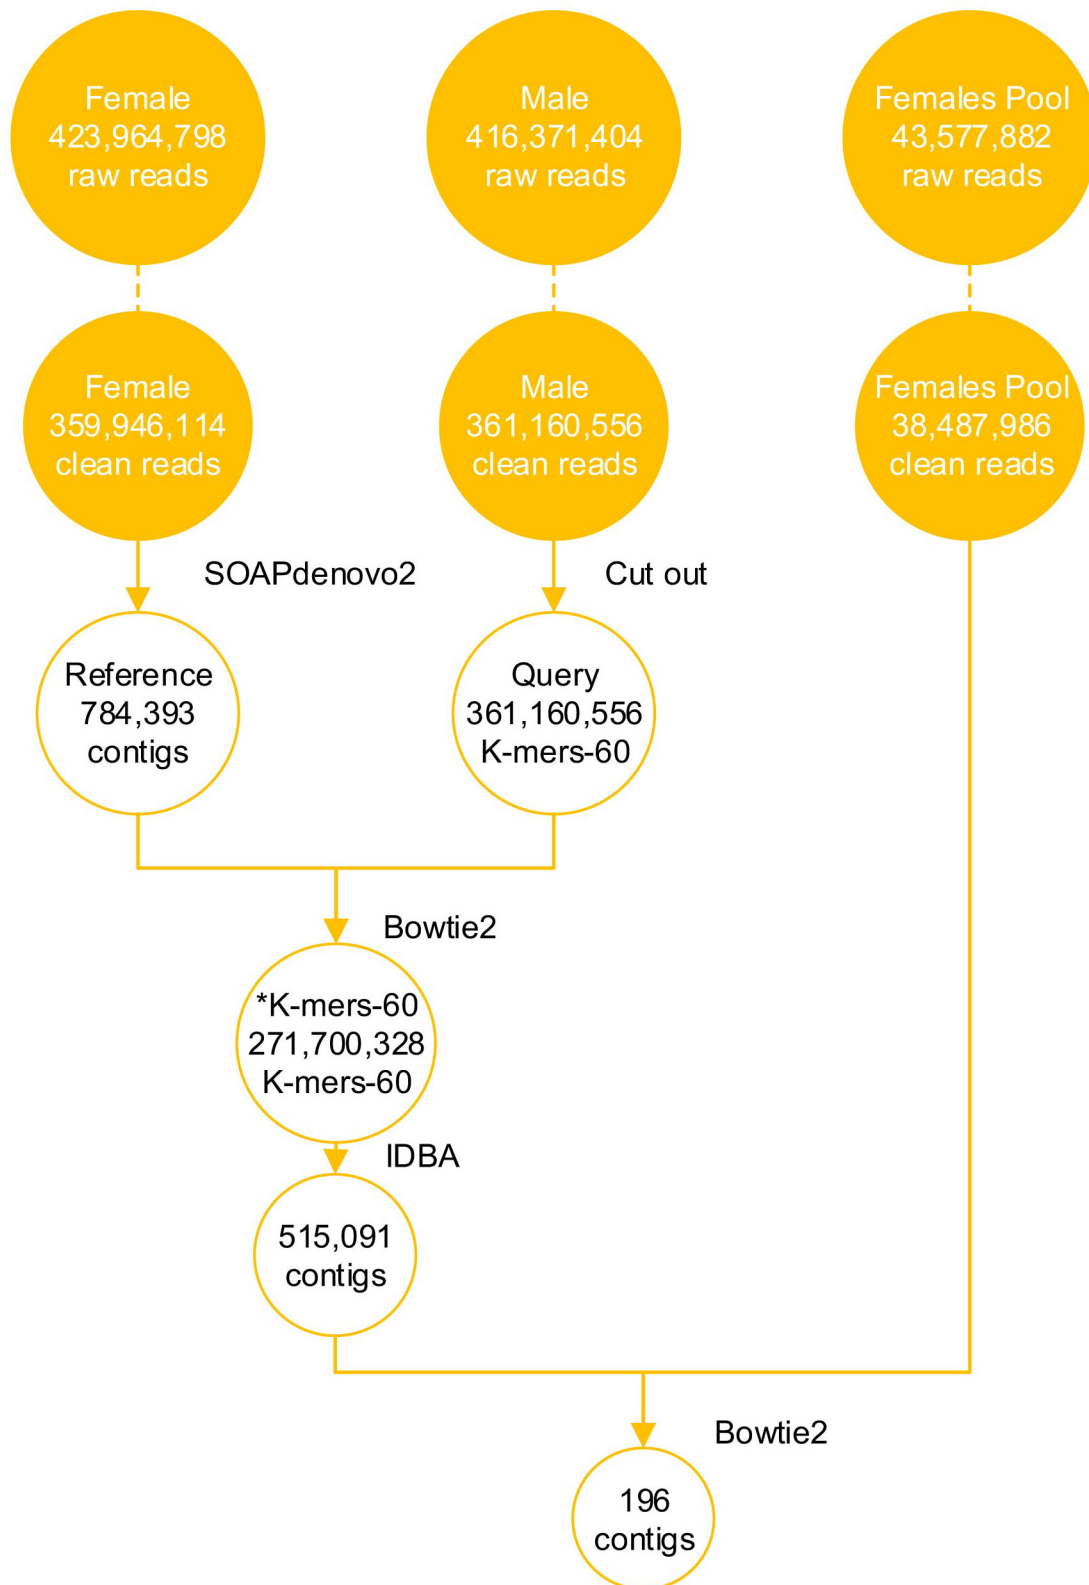 Female
423,964,798
raw reads
Male
416,371,404
raw reads
Females Pool
43,577,882
raw reads
Female
359,946,114
clean reads
Male
361,160,556
clean reads
Females Pool
38,487,986
clean reads
SOAPdenovo2
Cut out
Reference
784,393
contigs
Query
361,160,556
K-mers-60
Bowtie2
*K-mers-60
271,700,328
K-mers-60
IDBA
515,091
contigs
Bowtie2
196
contigs